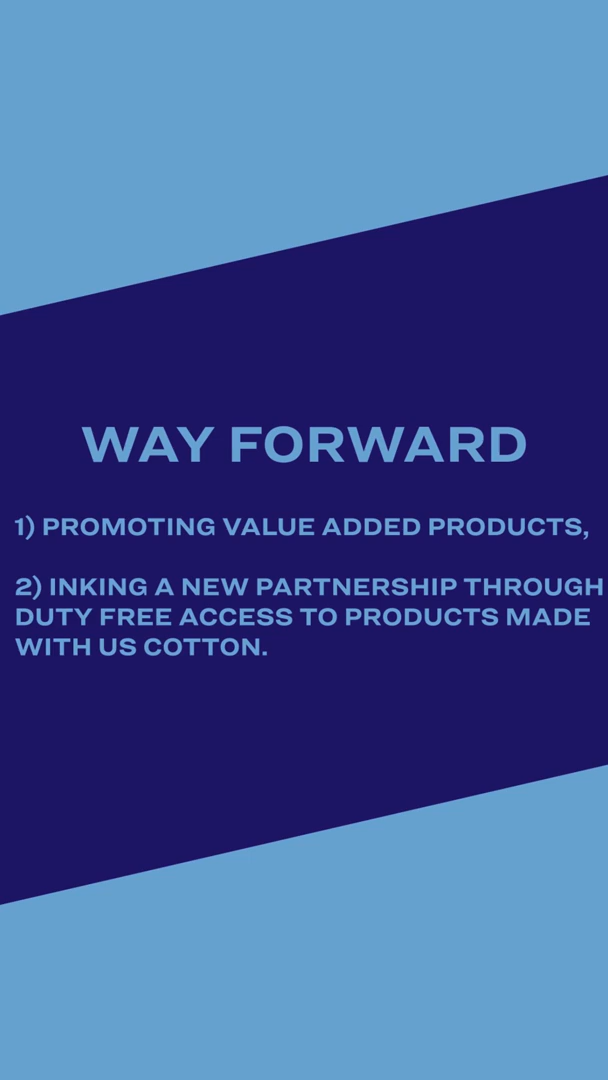 WAY FORWARD
1) PROMOTING VALUE ADDED PRODUCTS,
2) INKING A NEW PARTNERSHIP THROUGH
DUTY FREE ACCESS TO PRODUCTS MADE
WITH US COTTON.